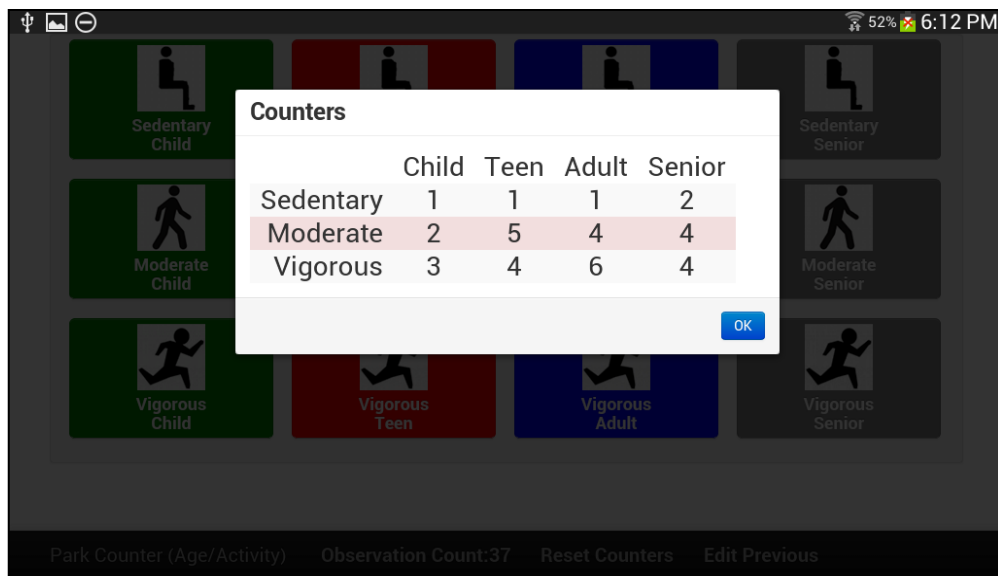 52% 6:12 PM
Sedentary
Child
Sedentary
Senior
Counters
Child Teen Adult Senior
Sedentary 1 1 1 2
Moderate 2 5 4 4
Vigorous 3 4 6 4
OK
Moderate
Child
Moderate
Senior
Vigorous
Child
Vigorous
Teen
Vigorous
Adult
Vigorous
Senior
Park Counter (Age/Activity) Observation Count:37 Reset Counters Edit Previous